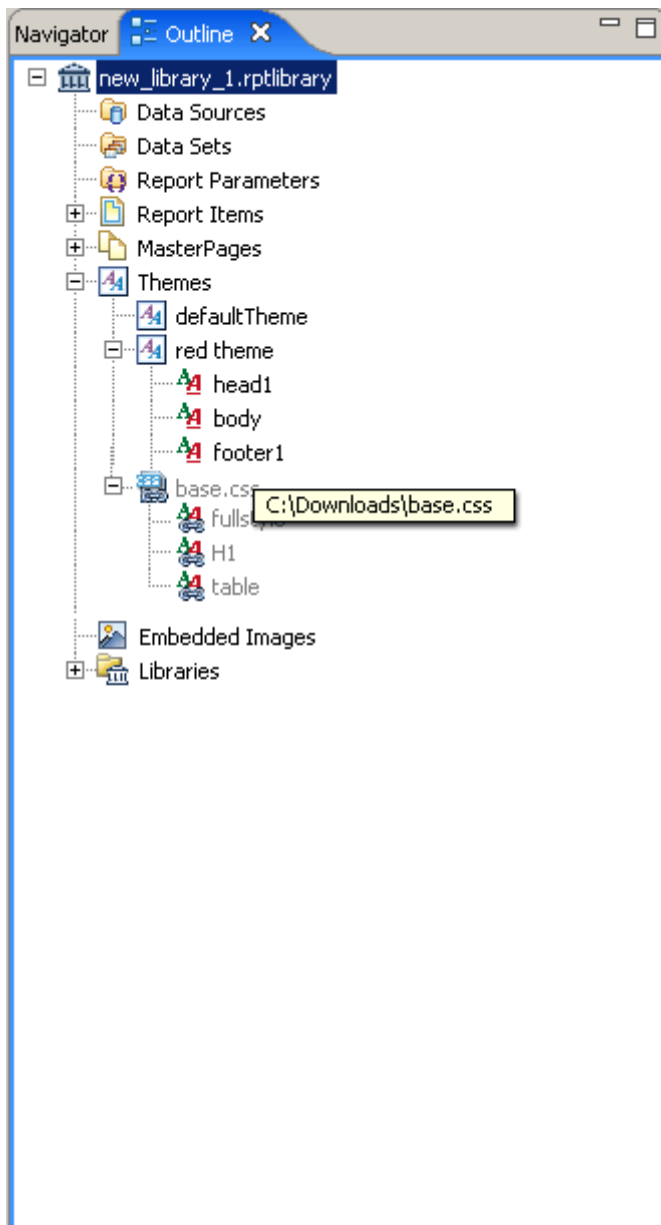 Navigator Outline
new_library_1.rptlibrary
Data Sources
Data Sets
Report Parameters
Report Items
MasterPages
Themes
defaultTheme
red theme
head1
body
footer1
base.css
C:\Downloads\base.css
fullstyle
H1
table
Embedded Images
Libraries